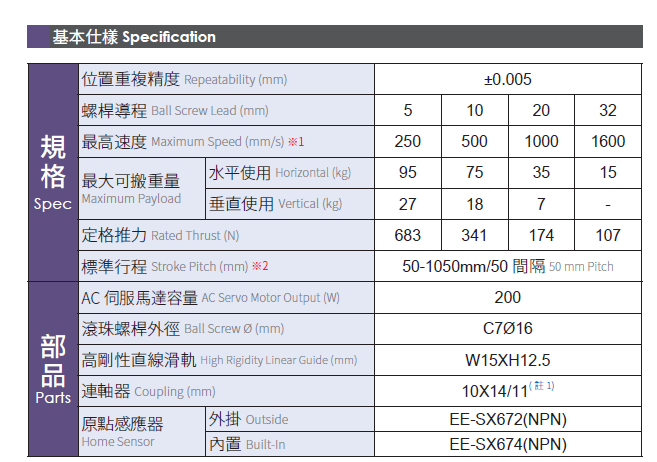 基本仕樣 Specification
規格 Spec
位置重複精度 Repeatability (mm) ±0.005
螺桿導程 Ball Screw Lead (mm) 5 10 20 32
最高速度 Maximum Speed (mm/s) ※1 250 500 1000 1600
最大可搬重量 Maximum Payload
水平使用 Horizontal (kg) 95 75 35 15
垂直使用 Vertical (kg) 27 18 7 -
定格推力 Rated Thrust (N) 683 341 174 107
標準行程 Stroke Pitch (mm) ※2 50-1050mm/50 間隔 50 mm Pitch
部品 Parts
AC 伺服馬達容量 AC Servo Motor Output (W) 200
滾珠螺桿外徑 Ball Screw Ø (mm) C7Ø16
高剛性直線滑軌 High Rigidity Linear Guide (mm) W15XH12.5
連軸器 Coupling (mm) 10X14/11(註 1)
原點感應器 Home Sensor
外掛 Outside EE-SX672(NPN)
內置 Built-In EE-SX674(NPN)